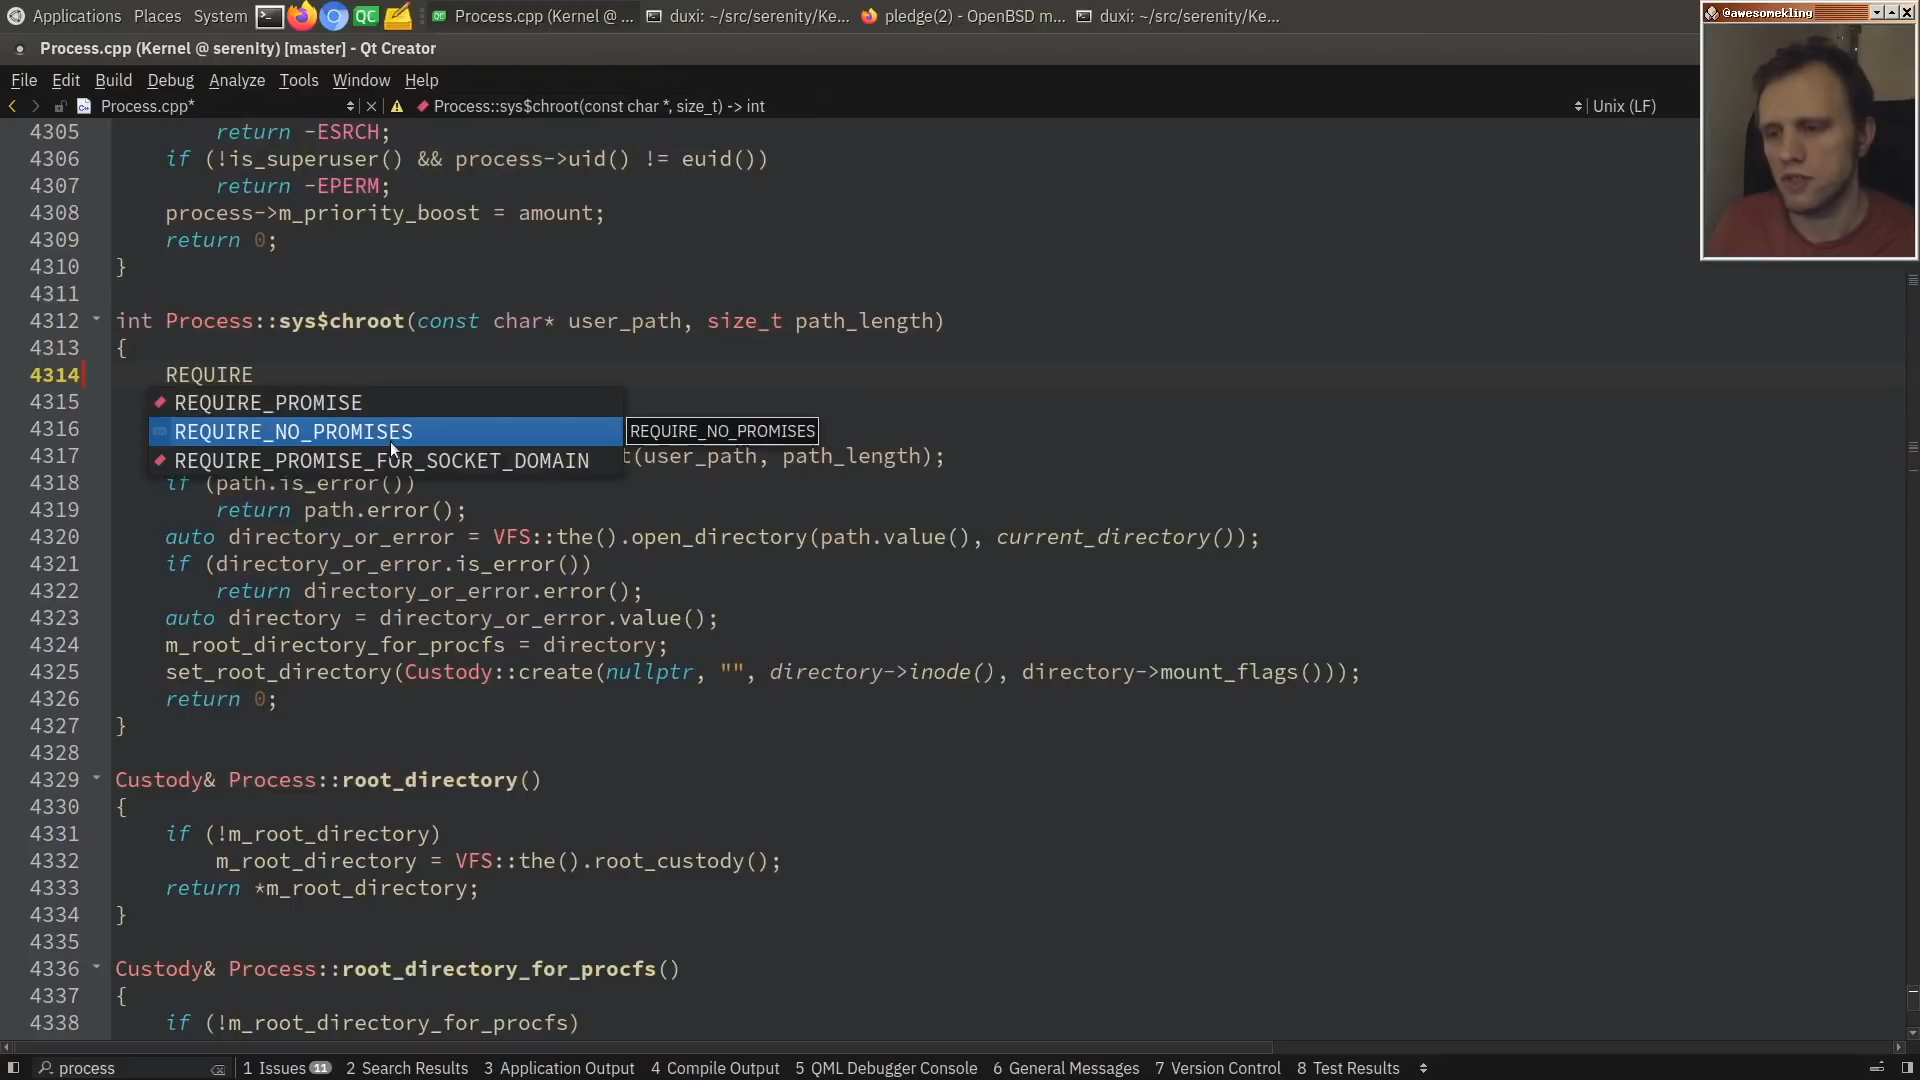 Applications Places System QC Process.cpp (Kernel @ ... duxi: ~/src/serenity/Ke... pledge(2) - OpenBSD m... duxi: ~/src/serenity/Ke...
@awesomekling
Process.cpp (Kernel @ serenity) [master] - Qt Creator
File Edit Build Debug Analyze Tools Window Help
Process.cpp* Process::sys$chroot(const char *, size_t) -> int Unix (LF)
4305 return -ESRCH;
4306 if (!is_superuser() && process->uid() != euid())
4307 return -EPERM;
4308 process->m_priority_boost = amount;
4309 return 0;
4310 }
4311
4312 int Process::sys$chroot(const char* user_path, size_t path_length)
4313 {
4314 REQUIRE
4315 REQUIRE_PROMISE
4316 REQUIRE_NO_PROMISES REQUIRE_NO_PROMISES
4317 REQUIRE_PROMISE_FOR_SOCKET_DOMAIN t(user_path, path_length);
4318 if (path.is_error())
4319 return path.error();
4320 auto directory_or_error = VFS::the().open_directory(path.value(), current_directory());
4321 if (directory_or_error.is_error())
4322 return directory_or_error.error();
4323 auto directory = directory_or_error.value();
4324 m_root_directory_for_procfs = directory;
4325 set_root_directory(Custody::create(nullptr, "", directory->inode(), directory->mount_flags()));
4326 return 0;
4327 }
4328
4329 Custody& Process::root_directory()
4330 {
4331 if (!m_root_directory)
4332 m_root_directory = VFS::the().root_custody();
4333 return *m_root_directory;
4334 }
4335
4336 Custody& Process::root_directory_for_procfs()
4337 {
4338 if (!m_root_directory_for_procfs)
process 1 Issues 11 2 Search Results 3 Application Output 4 Compile Output 5 QML Debugger Console 6 General Messages 7 Version Control 8 Test Results